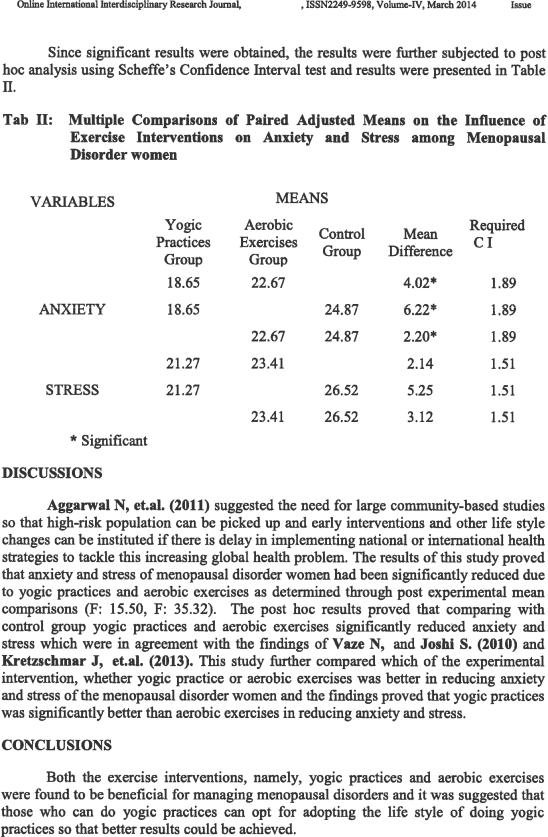 Online International Interdisciplinary Research Journal, , ISSN2249-9598, Volume-IV, March 2014 Issue
Since significant results were obtained, the results were further subjected to post
hoc analysis using Scheffe's Confidence Interval test and results were presented in Table
II.
Tab II: Multiple Comparisons of Paired Adjusted Means on the Influence of
Exercise Interventions on Anxiety and Stress among Menopausal
Disorder women
VARIABLES MEANS
Yogic Practices Group Aerobic Exercises Group Control Group Mean Difference Required C I
18.65 22.67 4.02* 1.89
ANXIETY 18.65 24.87 6.22* 1.89
22.67 24.87 2.20* 1.89
21.27 23.41 2.14 1.51
STRESS 21.27 26.52 5.25 1.51
23.41 26.52 3.12 1.51
* Significant
DISCUSSIONS
Aggarwal N, et.al. (2011) suggested the need for large community-based studies
so that high-risk population can be picked up and early interventions and other life style
changes can be instituted if there is delay in implementing national or international health
strategies to tackle this increasing global health problem. The results of this study proved
that anxiety and stress of menopausal disorder women had been significantly reduced due
to yogic practices and aerobic exercises as determined through post experimental mean
comparisons (F: 15.50, F: 35.32). The post hoc results proved that comparing with
control group yogic practices and aerobic exercises significantly reduced anxiety and
stress which were in agreement with the findings of Vaze N, and Joshi S. (2010) and
Kretzschmar J, et.al. (2013). This study further compared which of the experimental
intervention, whether yogic practice or aerobic exercises was better in reducing anxiety
and stress of the menopausal disorder women and the findings proved that yogic practices
was significantly better than aerobic exercises in reducing anxiety and stress.
CONCLUSIONS
Both the exercise interventions, namely, yogic practices and aerobic exercises
were found to be beneficial for managing menopausal disorders and it was suggested that
those who can do yogic practices can opt for adopting the life style of doing yogic
practices so that better results could be achieved.